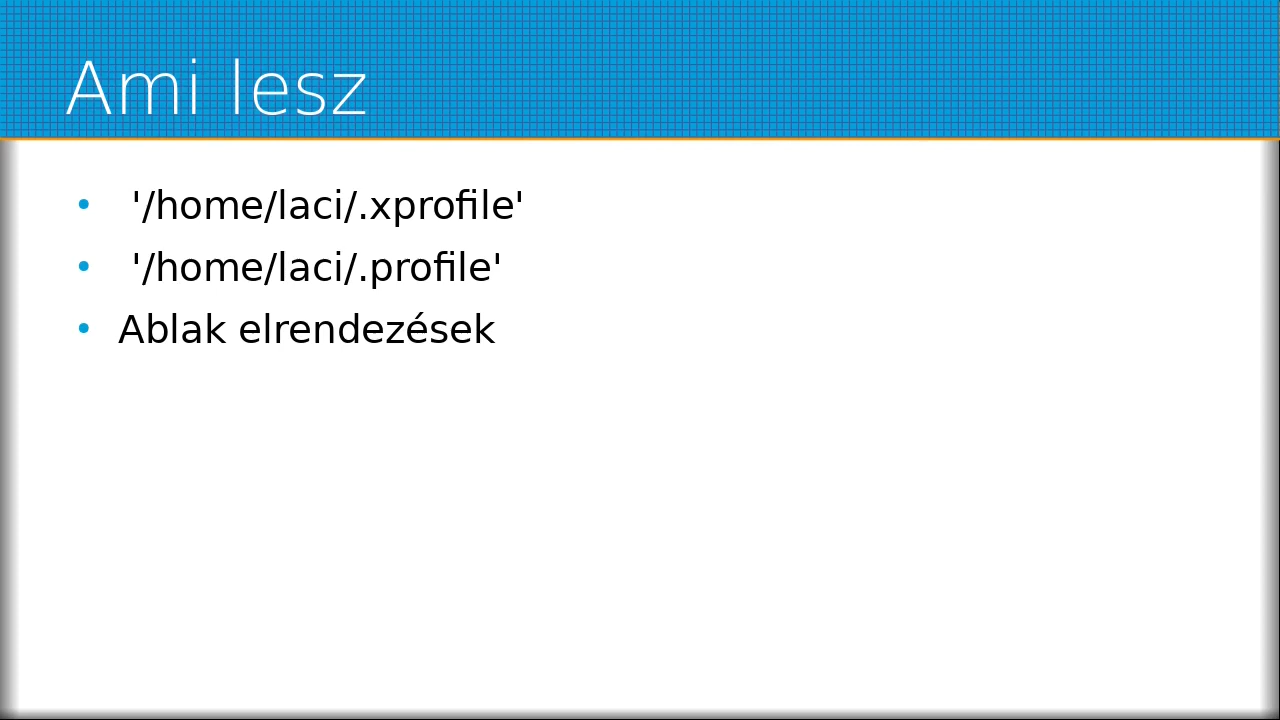 Ami lesz
• '/home/laci/.xprofile'
• '/home/laci/.profile'
• Ablak elrendezések